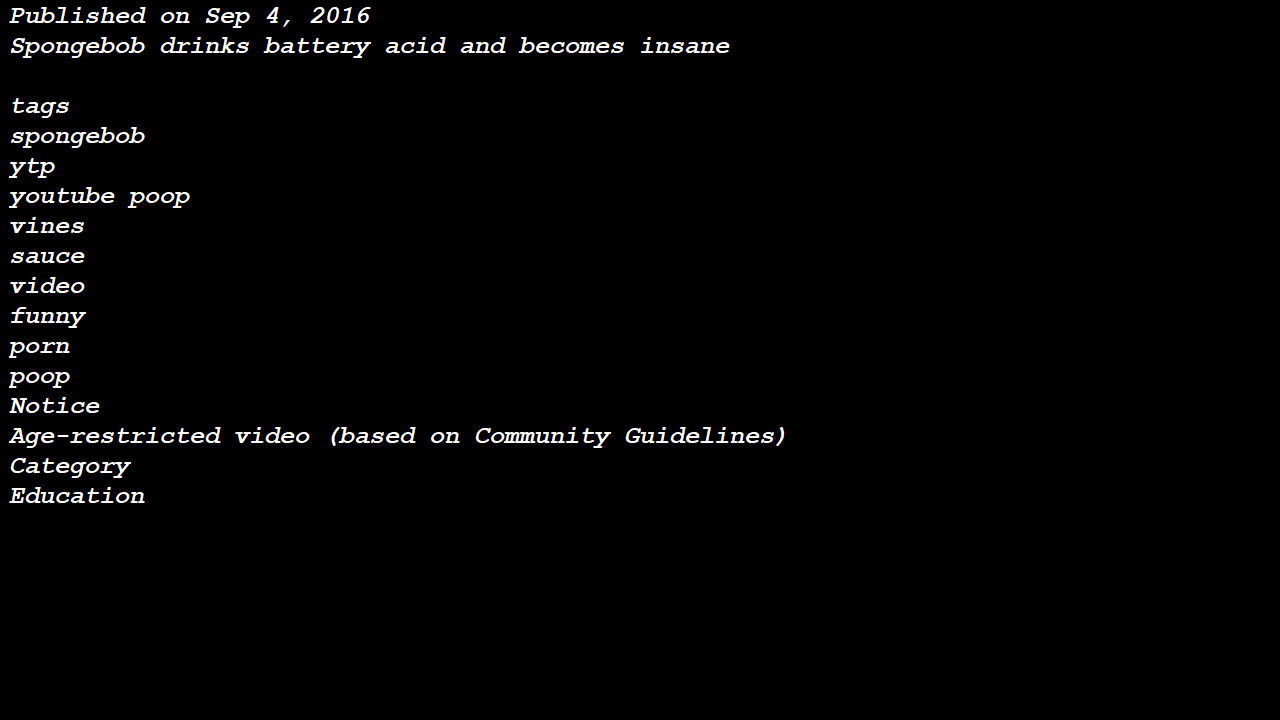 Published on Sep 4, 2016
Spongebob drinks battery acid and becomes insane
tags
spongebob
ytp
youtube poop
vines
sauce
video
funny
porn
poop
Notice
Age-restricted video (based on Community Guidelines)
Category
Education